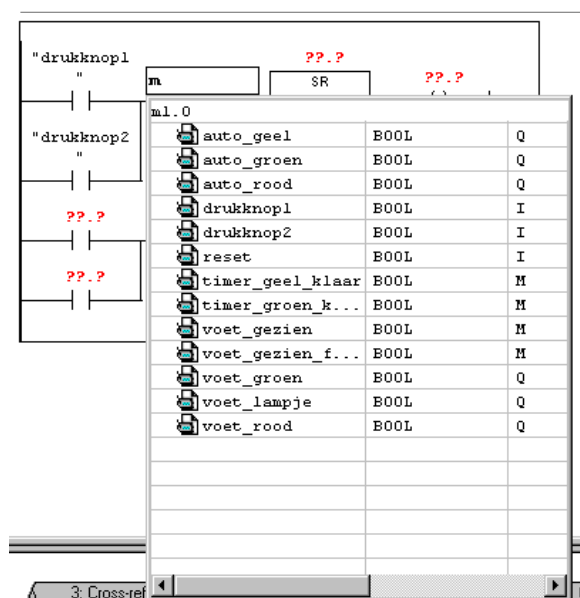 "drukknop1
"
??.?
m
SR
??.?
m1.0
auto_geel BOOL Q
"drukknop2
"
auto_groen BOOL Q
auto_rood BOOL Q
drukknop1 BOOL I
??.?
drukknop2 BOOL I
reset BOOL I
??.?
timer_geel_klaar BOOL M
timer_groen_k... BOOL M
voet_gezien BOOL M
voet_gezien_f... BOOL M
voet_groen BOOL Q
voet_lampje BOOL Q
voet_rood BOOL Q
3: Cross-ref